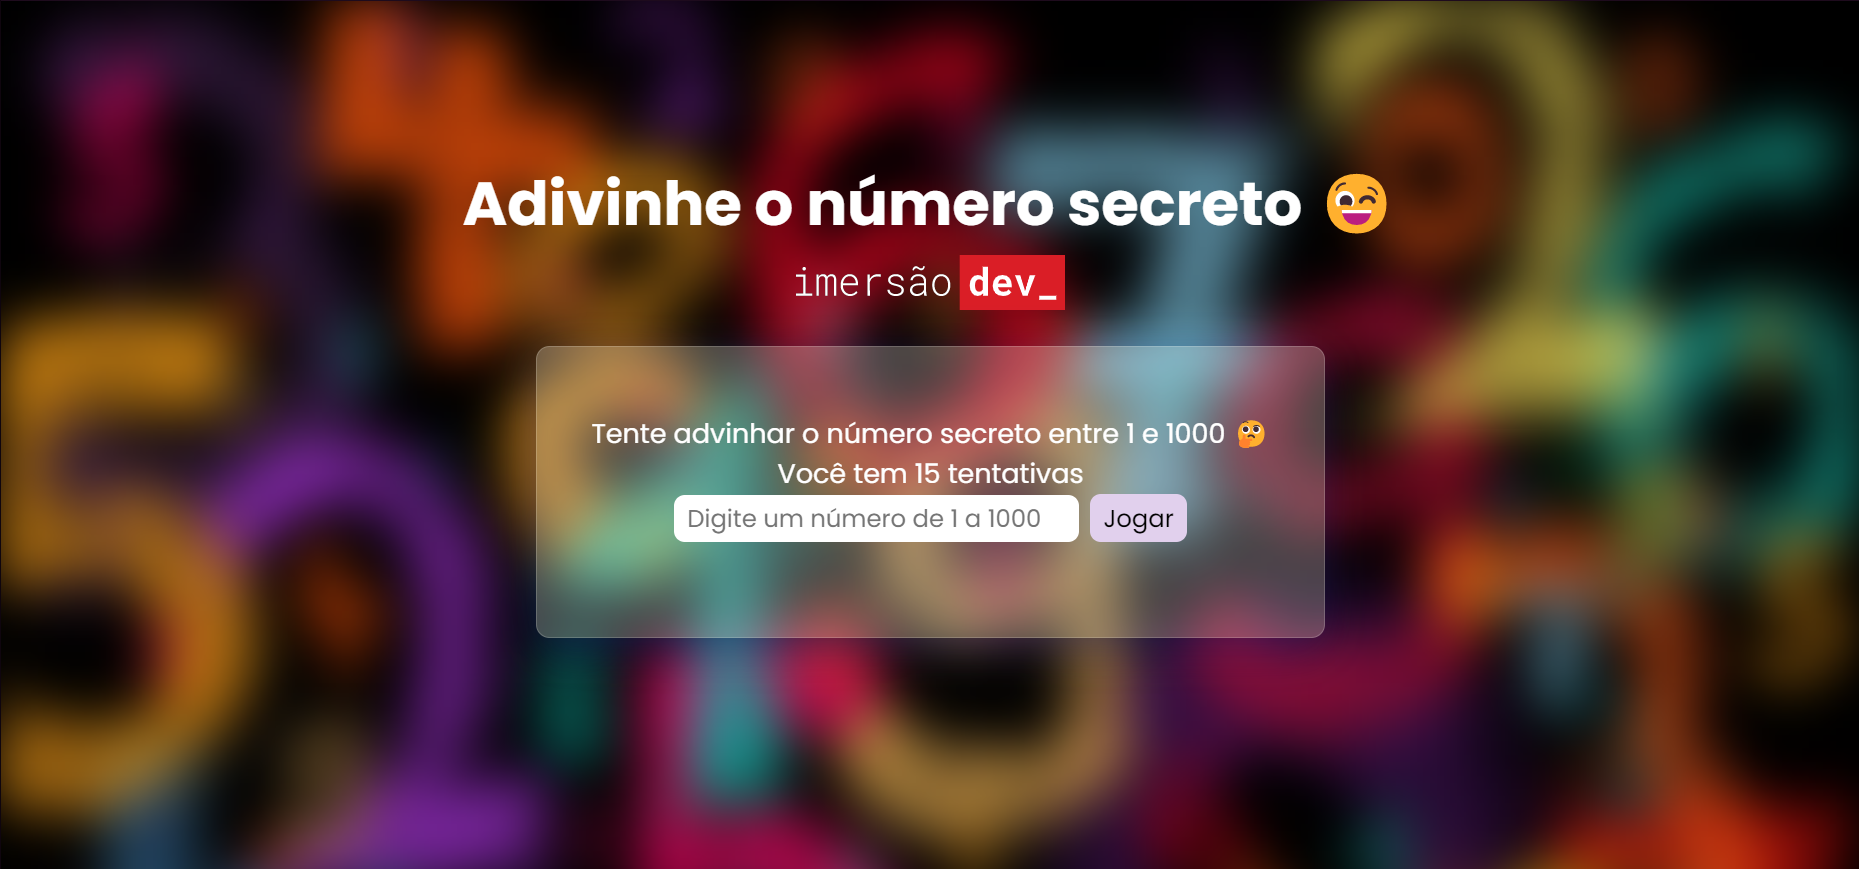 Adivinhe o número secreto 😜
imersão dev_
Tente advinhar o número secreto entre 1 e 1000 🤔
Você tem 15 tentativas
Digite um número de 1 a 1000 Jogar